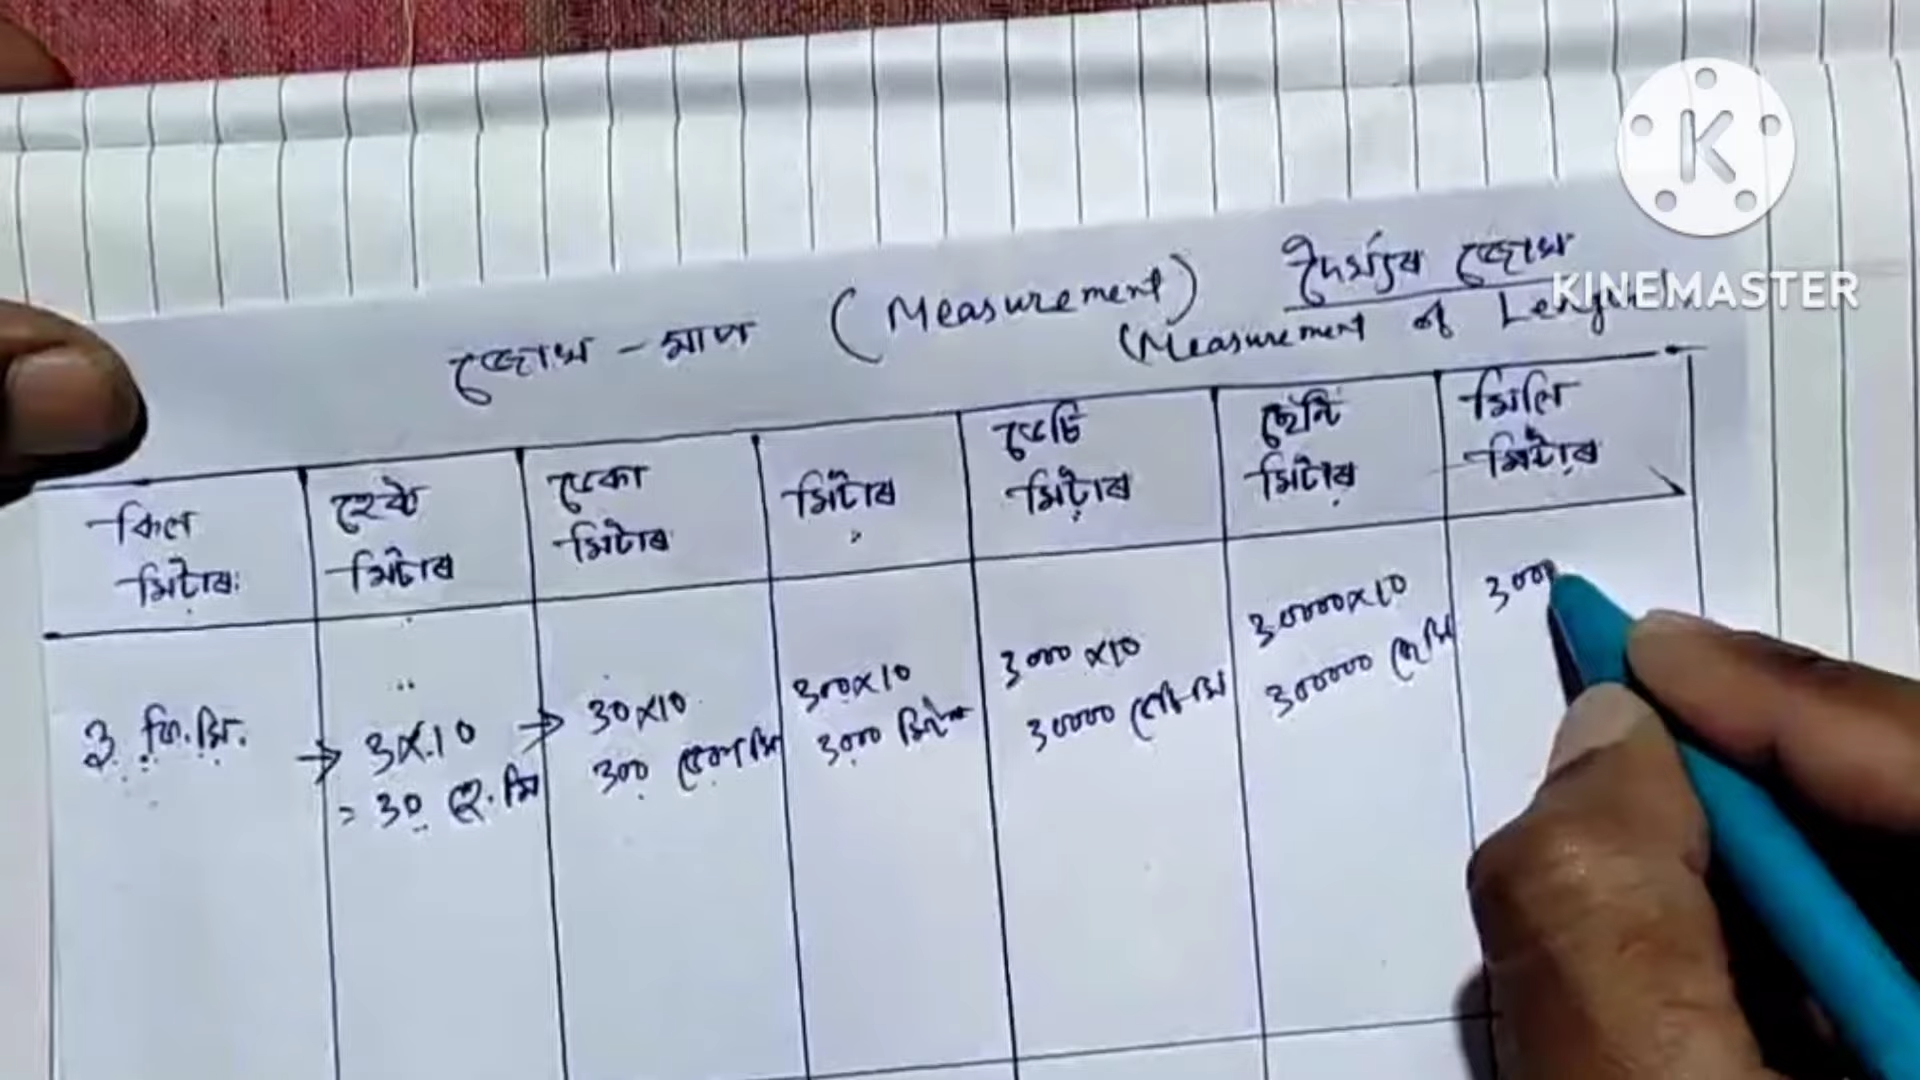 জোখ - মাপ (Measurement) দৈৰ্ঘ্যৰ জোখ
(Measurement of Length)
কিল মিটাৰ
হেক্টো মিটাৰ
ডেকা মিটাৰ
মিটাৰ
ডেচি মিটাৰ
ছেন্টি মিটাৰ
মিলি মিটাৰ
3 কি.মি.
→ 3×10
= 30 হে.মি
→ 30×10
300 ডেকামি
300×10
3000 মিটাৰ
3000×10
30000 ডেচি-মি
30000×10
300000 ছে মি
3000
K
KINEMASTER